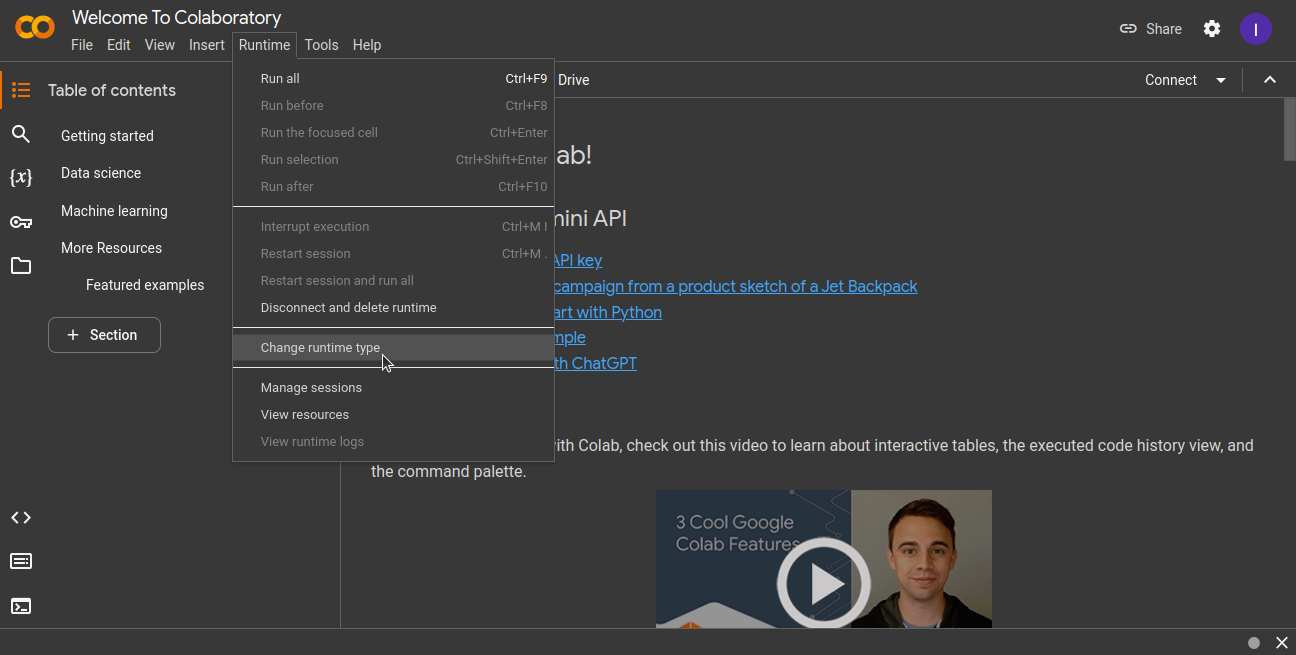 Welcome To Colaboratory
File Edit View Insert Runtime Tools Help
Share
I
Table of contents
Getting started
Data science
Machine learning
More Resources
Featured examples
+ Section
{x}
Run all Ctrl+F9
Run before Ctrl+F8
Run the focused cell Ctrl+Enter
Run selection Ctrl+Shift+Enter
Run after Ctrl+F10
Interrupt execution Ctrl+M I
Restart session Ctrl+M .
Restart session and run all
Disconnect and delete runtime
Change runtime type
Manage sessions
View resources
View runtime logs
Drive
Connect
ab!
mini API
API key
campaign from a product sketch of a Jet Backpack
art with Python
mple
th ChatGPT
with Colab, check out this video to learn about interactive tables, the executed code history view, and
the command palette.
3 Cool Google
Colab Features